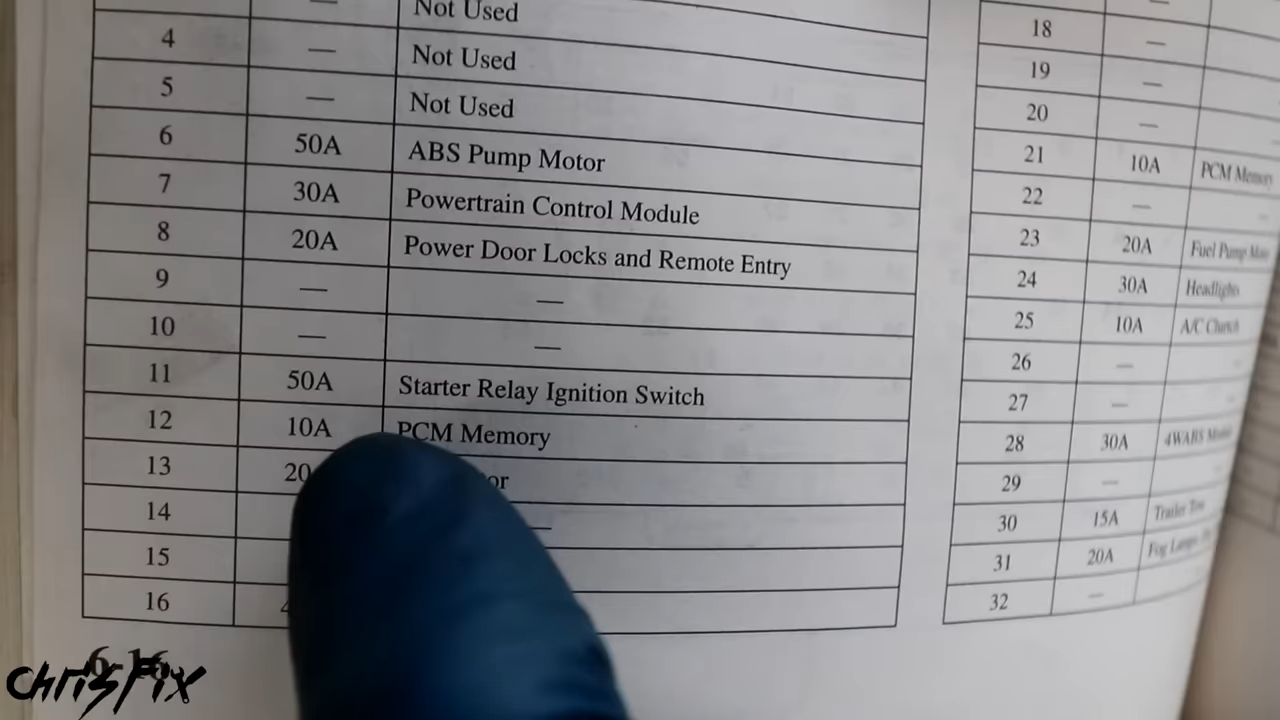 — Not Used
4 — Not Used
5 — Not Used
6 50A ABS Pump Motor
7 30A Powertrain Control Module
8 20A Power Door Locks and Remote Entry
9 — —
10 — —
11 50A Starter Relay Ignition Switch
12 10A PCM Memory
13 20
14 —
15
16
—
18 —
19 —
20 —
21 10A PCM Memory
22 — —
23 20A Fuel Pump
24 30A Headlights
25 10A A/C Clutch
26 —
27 —
28 30A 4WABS
29 —
30 15A Trailer Tow
31 20A Fog Lamps
32 —
6-16
ChrisFix